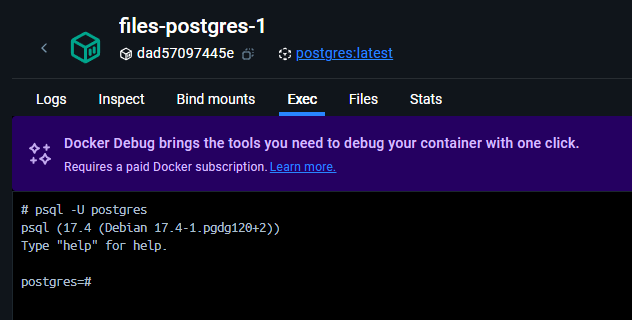 files-postgres-1
dad57097445e postgres:latest
Logs Inspect Bind mounts Exec Files Stats
Docker Debug brings the tools you need to debug your container with one click.
Requires a paid Docker subscription. Learn more.
# psql -U postgres
psql (17.4 (Debian 17.4-1.pgdg120+2))
Type "help" for help.
postgres=#